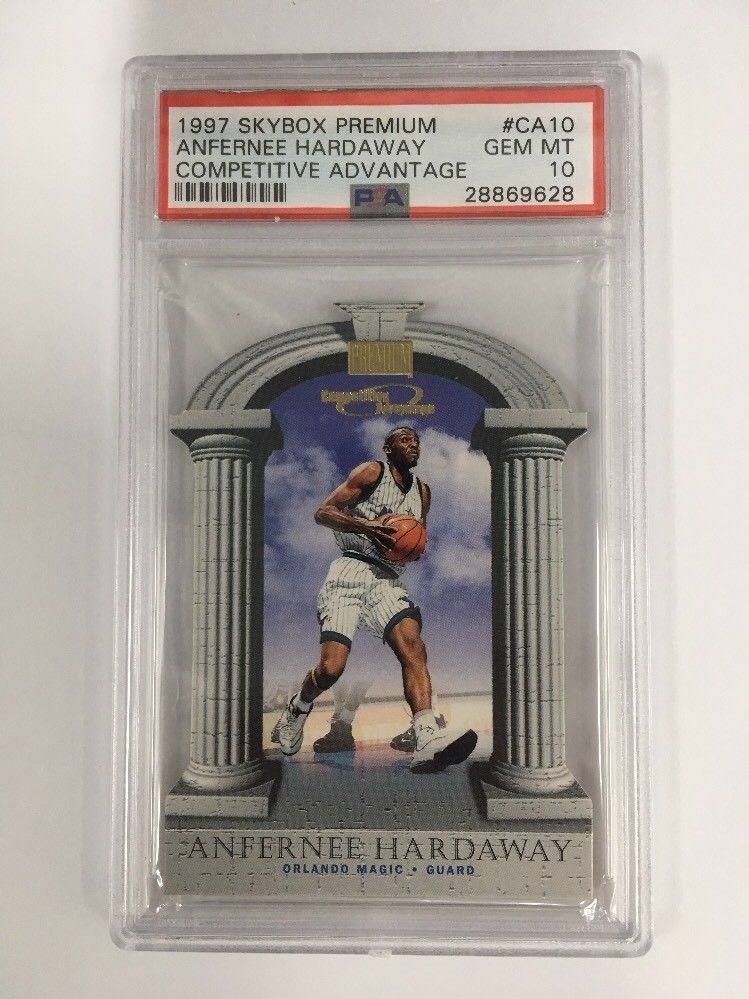 1997 SKYBOX PREMIUM #CA10
ANFERNEE HARDAWAY GEM MT
COMPETITIVE ADVANTAGE 10
PSA 28869628
PREMIUM
Competitive
Advantage
ANFERNEE HARDAWAY
ORLANDO MAGIC • GUARD